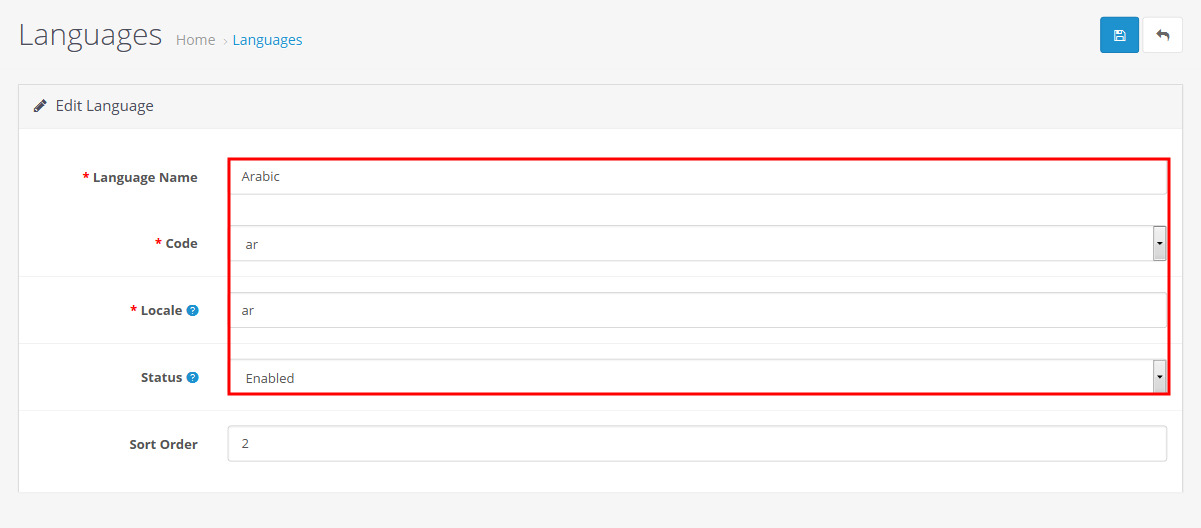 Languages Home › Languages
Edit Language
* Language Name Arabic
* Code ar
* Locale ? ar
Status ? Enabled
Sort Order 2